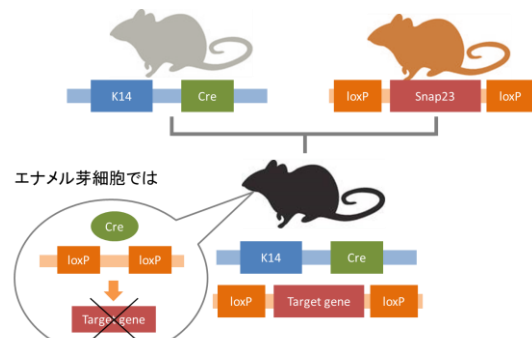 K14 Cre
loxP Snap23 loxP
エナメル芽細胞では
Cre
loxP loxP
Target gene
K14 Cre
loxP Target gene loxP